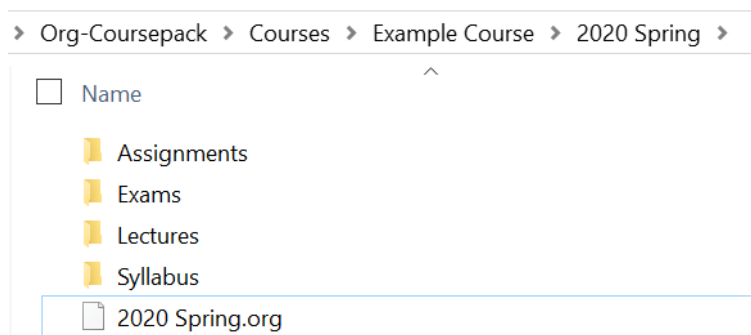 > Org-Coursepack > Courses > Example Course > 2020 Spring >
Name
Assignments
Exams
Lectures
Syllabus
2020 Spring.org